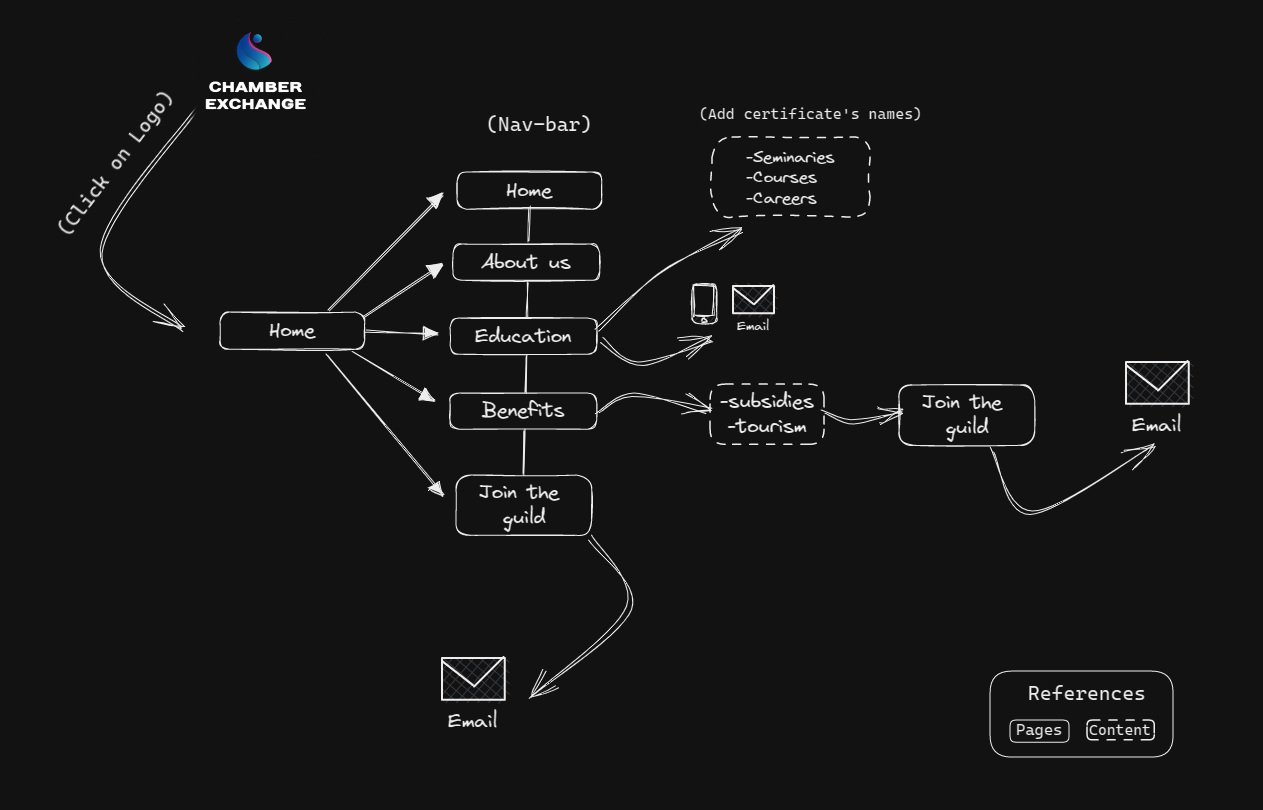 CHAMBER
EXCHANGE
(Click on Logo)
(Nav-bar)
(Add certificate's names)
-Seminaries
-Courses
-Careers
Home
About us
Home
Education
Email
Benefits
-subsidies
-tourism
Join the
guild
Email
Join the
guild
Email
References
Pages
Content